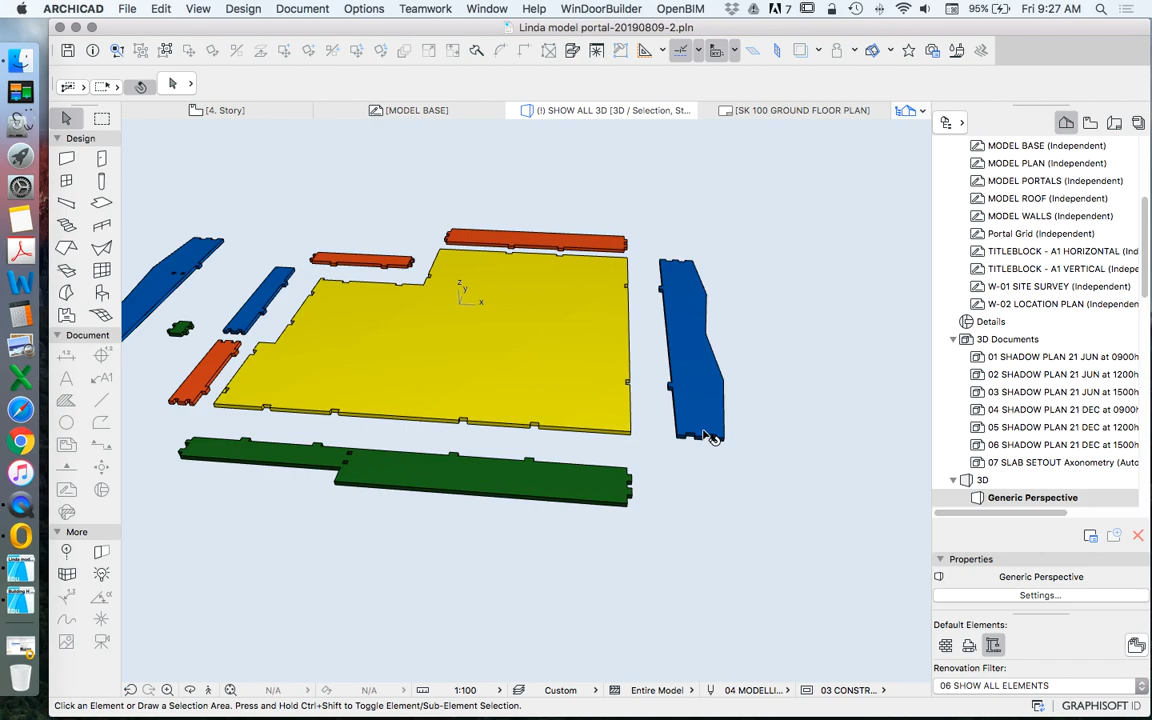 ARCHICAD File Edit View Design Document Options Teamwork Window WindoorBuilder OpenBIM Help 7 95% Fri 9:27 AM
Linda model portal-20190809-2.pln
[4. Story] [MODEL BASE] (!) SHOW ALL 3D [3D / Selection, St... [SK 100 GROUND FLOOR PLAN]
Design
Document
More
z
y
x
MODEL BASE (Independent)
MODEL PLAN (Independent)
MODEL PORTALS (Independent)
MODEL ROOF (Independent)
MODEL WALLS (Independent)
Portal Grid (Independent)
TITLEBLOCK - A1 HORIZONTAL (Ind
TITLEBLOCK - A1 VERTICAL (Indepe
W-01 SITE SURVEY (Independent)
W-02 LOCATION PLAN (Independent)
Details
3D Documents
01 SHADOW PLAN 21 JUN at 0900h
02 SHADOW PLAN 21 JUN at 1200h
03 SHADOW PLAN 21 JUN at 1500h
04 SHADOW PLAN 21 DEC at 0900h
05 SHADOW PLAN 21 DEC at 1200h
06 SHADOW PLAN 21 DEC at 1500h
07 SLAB SETOUT Axonometry (Auto
3D
Generic Perspective
Properties
Generic Perspective
Settings...
Default Elements:
Renovation Filter:
06 SHOW ALL ELEMENTS
N/A N/A 1:100 Custom Entire Model 04 MODELLI... 03 CONSTR...
Click an Element or Draw a Selection Area. Press and Hold Ctrl+Shift to Toggle Element/Sub-Element Selection.
GRAPHISOFT ID